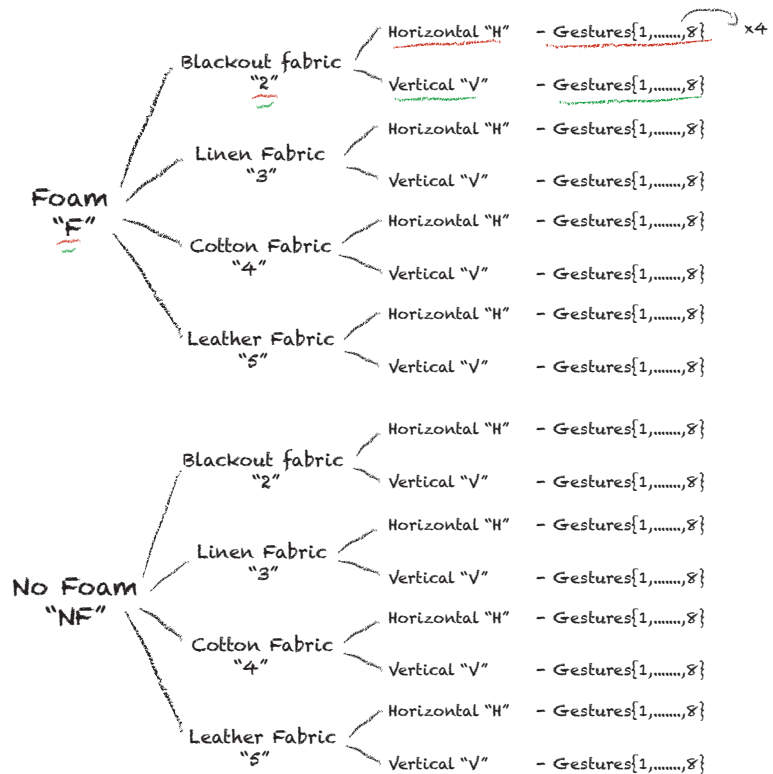 Horizontal “H” - Gestures{1,.......,8} x4
Blackout fabric
“2”
Vertical “V” - Gestures{1,.......,8}
Horizontal “H” - Gestures{1,.......,8}
Linen Fabric
“3”
Vertical “V” - Gestures{1,.......,8}
Foam
“F”
Horizontal “H” - Gestures{1,.......,8}
Cotton Fabric
“4”
Vertical “V” - Gestures{1,.......,8}
Horizontal “H” - Gestures{1,.......,8}
Leather Fabric
“5”
Vertical “V” - Gestures{1,.......,8}
Horizontal “H” - Gestures{1,.......,8}
Blackout fabric
“2”
Vertical “V” - Gestures{1,.......,8}
Horizontal “H” - Gestures{1,.......,8}
Linen Fabric
“3”
Vertical “V” - Gestures{1,.......,8}
No Foam
“NF”
Horizontal “H” - Gestures{1,.......,8}
Cotton Fabric
“4”
Vertical “V” - Gestures{1,.......,8}
Horizontal “H” - Gestures{1,.......,8}
Leather Fabric
“5”
Vertical “V” - Gestures{1,.......,8}